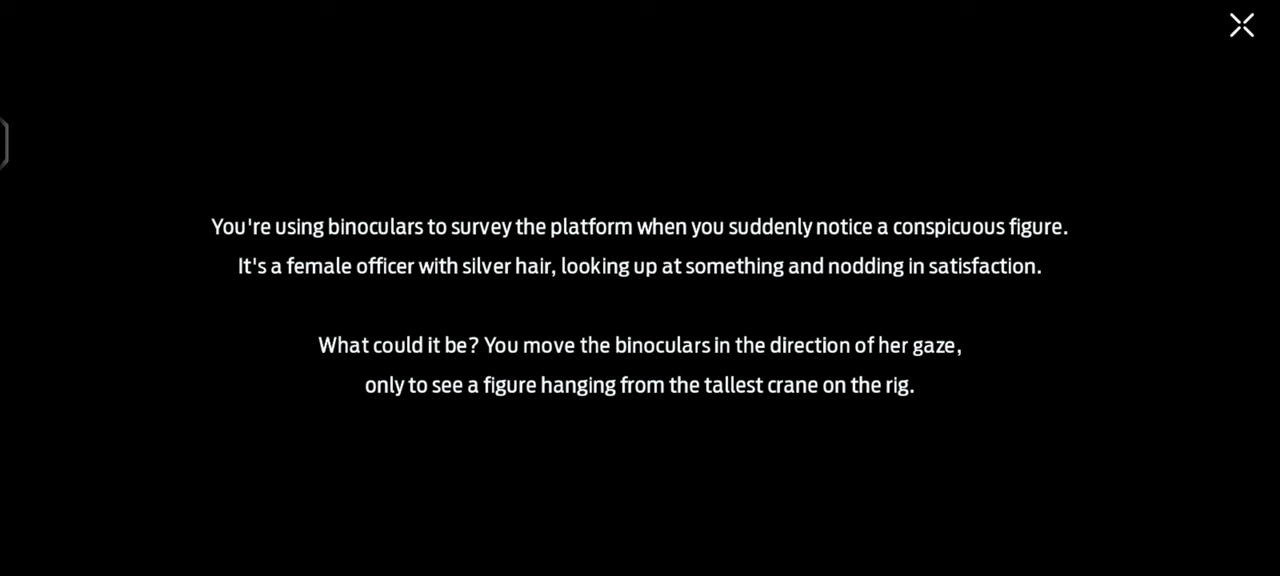 You're using binoculars to survey the platform when you suddenly notice a conspicuous figure.
It's a female officer with silver hair, looking up at something and nodding in satisfaction.
What could it be? You move the binoculars in the direction of her gaze,
only to see a figure hanging from the tallest crane on the rig.